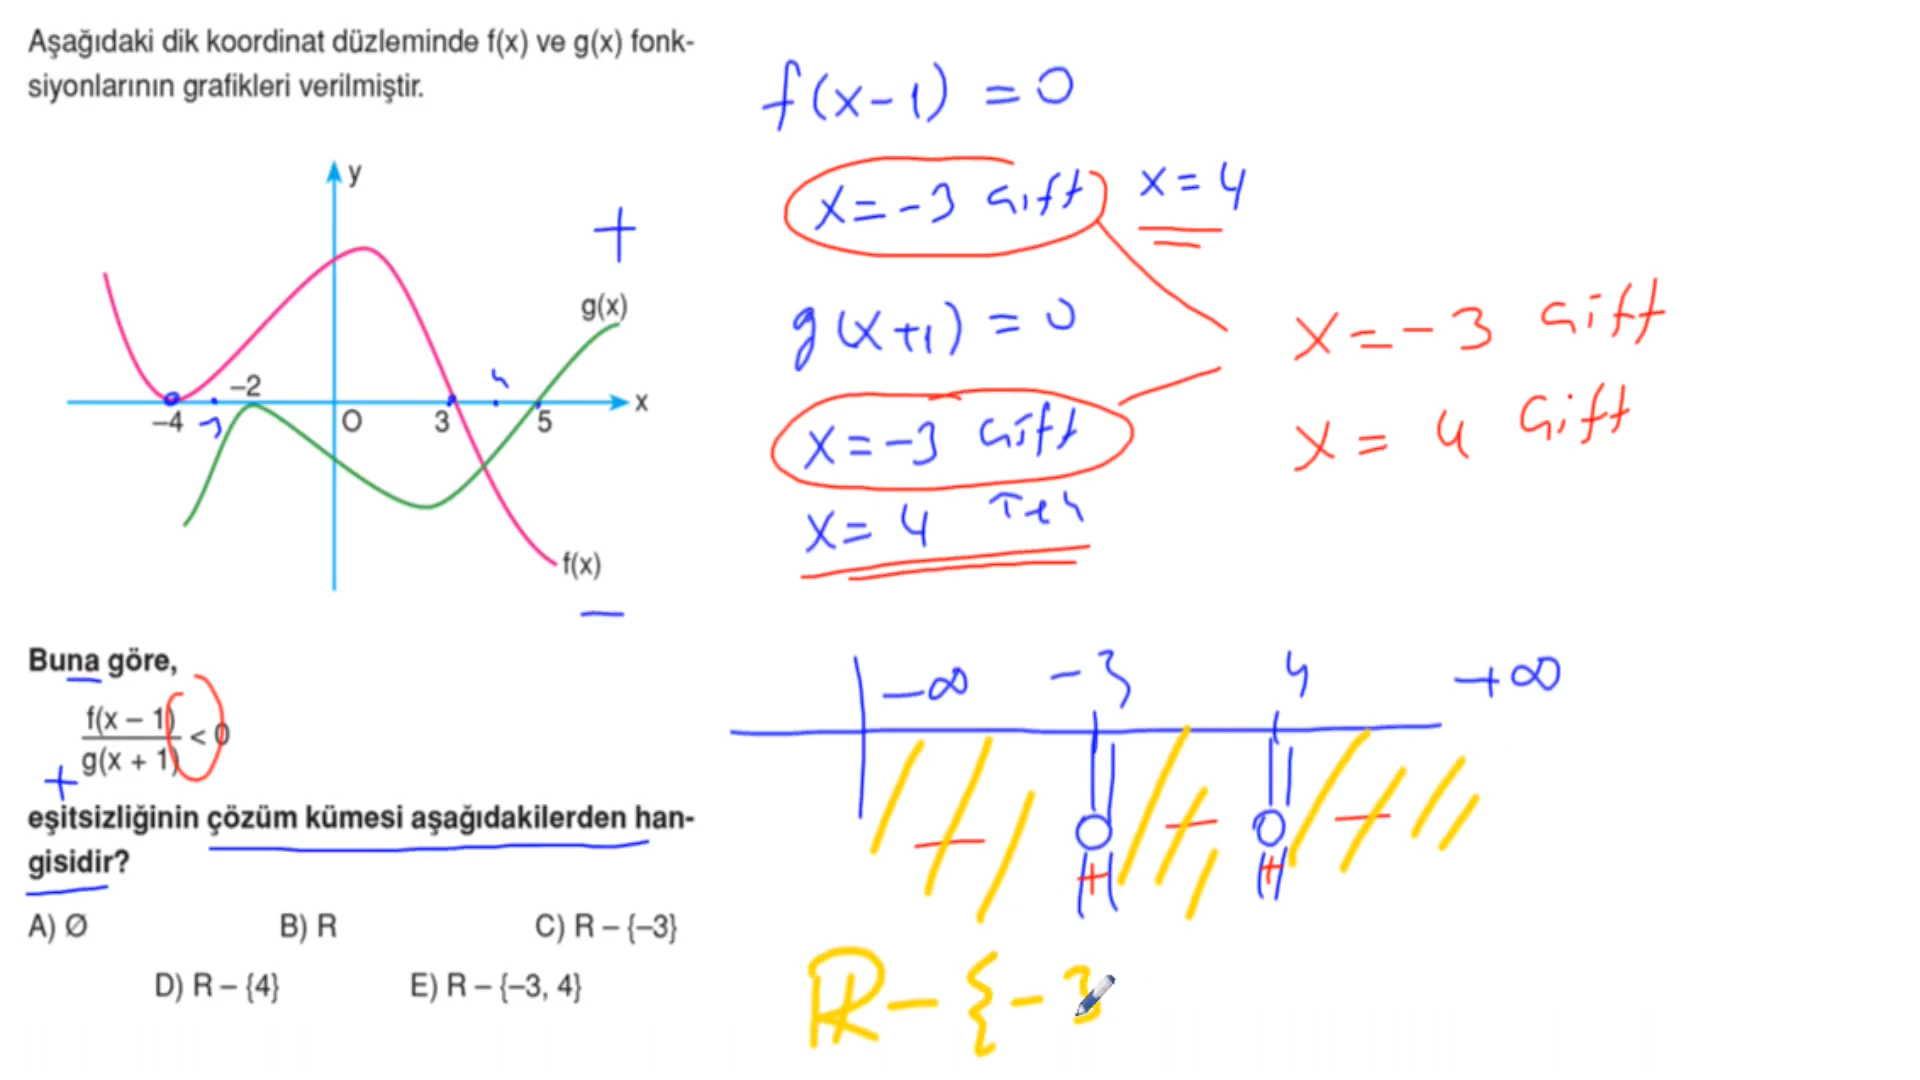 Aşağıdaki dik koordinat düzleminde f(x) ve g(x) fonk-
siyonlarının grafikleri verilmiştir.
y
+
g(x)
-2
4
x
-4
-3
O
3
5
f(x)
−
Buna göre,
f(x – 1)
g(x + 1)
< 0
+
eşitsizliğinin çözüm kümesi aşağıdakilerden han-
gisidir?
A) Ø B) R C) R – {–3}
D) R – {4} E) R – {–3, 4}
f(x-1) = 0
x=-3 Çift x=4
g(x+1) = 0
x=-3 Çift
x=4 Tek
x=-3 Çift
x=4 Çift
-∞ -3 4 +∞
− − −
+ +
R-{-3